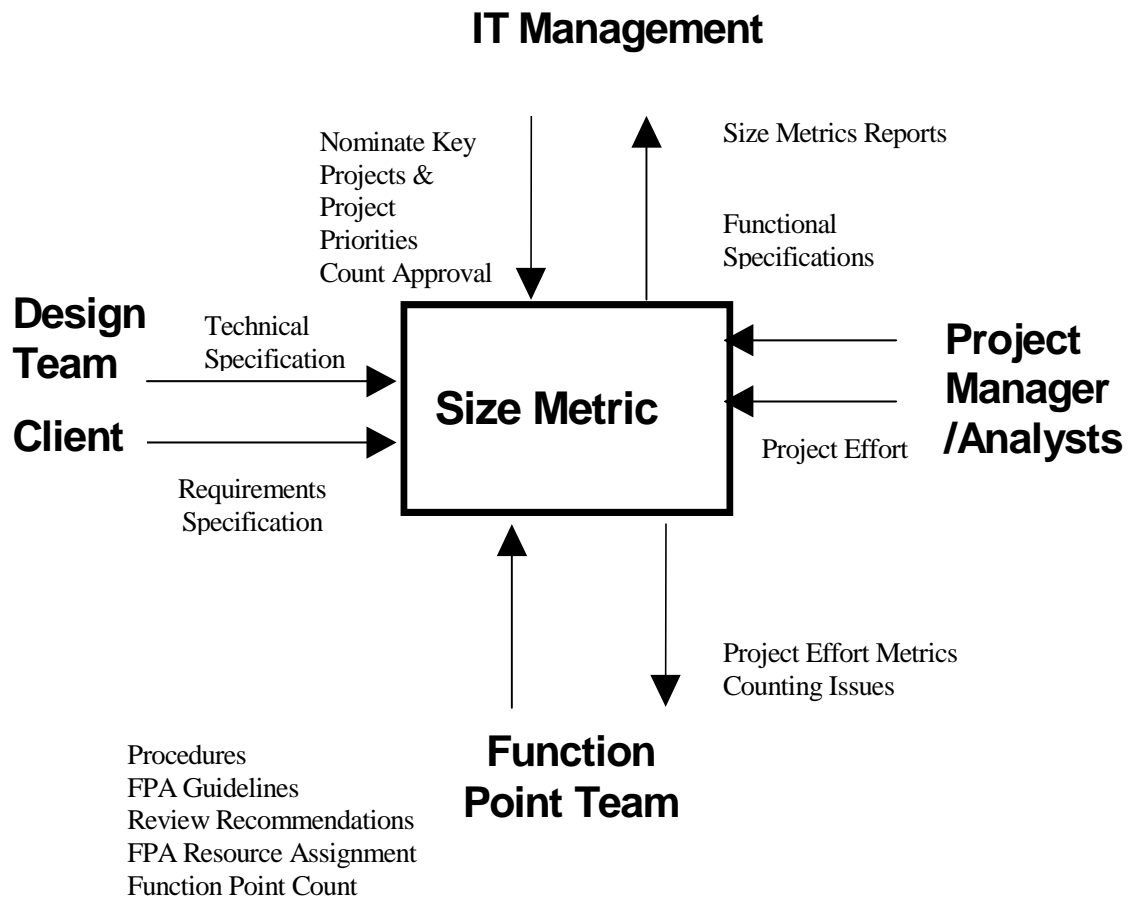 IT Management
Nominate Key
Projects &
Project
Priorities
Count Approval
Size Metrics Reports
Functional
Specifications
Design
Team
Technical
Specification
Client
Requirements
Specification
Size Metric
Project
Manager
/Analysts
Project Effort
Project Effort Metrics
Counting Issues
Function
Point Team
Procedures
FPA Guidelines
Review Recommendations
FPA Resource Assignment
Function Point Count